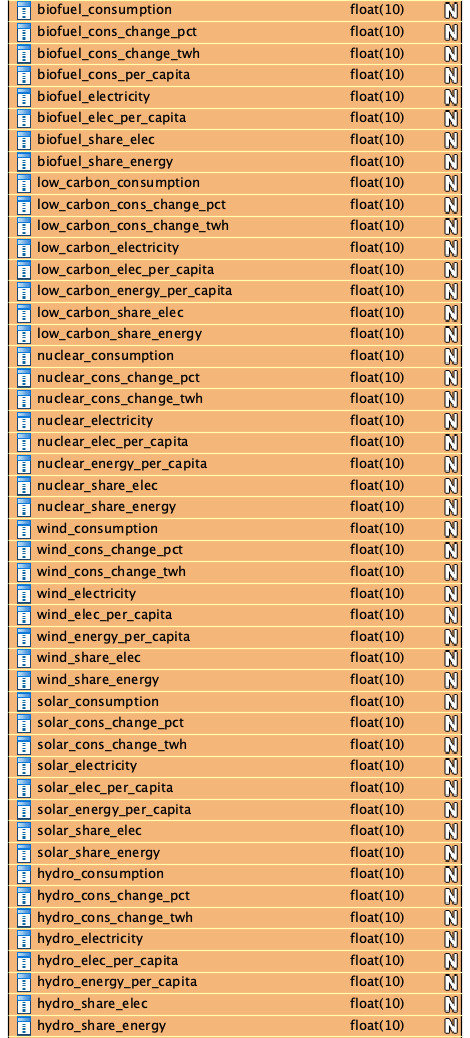 biofuel_consumption float(10) N
biofuel_cons_change_pct float(10) N
biofuel_cons_change_twh float(10) N
biofuel_cons_per_capita float(10) N
biofuel_electricity float(10) N
biofuel_elec_per_capita float(10) N
biofuel_share_elec float(10) N
biofuel_share_energy float(10) N
low_carbon_consumption float(10) N
low_carbon_cons_change_pct float(10) N
low_carbon_cons_change_twh float(10) N
low_carbon_electricity float(10) N
low_carbon_elec_per_capita float(10) N
low_carbon_energy_per_capita float(10) N
low_carbon_share_elec float(10) N
low_carbon_share_energy float(10) N
nuclear_consumption float(10) N
nuclear_cons_change_pct float(10) N
nuclear_cons_change_twh float(10) N
nuclear_electricity float(10) N
nuclear_elec_per_capita float(10) N
nuclear_energy_per_capita float(10) N
nuclear_share_elec float(10) N
nuclear_share_energy float(10) N
wind_consumption float(10) N
wind_cons_change_pct float(10) N
wind_cons_change_twh float(10) N
wind_electricity float(10) N
wind_elec_per_capita float(10) N
wind_energy_per_capita float(10) N
wind_share_elec float(10) N
wind_share_energy float(10) N
solar_consumption float(10) N
solar_cons_change_pct float(10) N
solar_cons_change_twh float(10) N
solar_electricity float(10) N
solar_elec_per_capita float(10) N
solar_energy_per_capita float(10) N
solar_share_elec float(10) N
solar_share_energy float(10) N
hydro_consumption float(10) N
hydro_cons_change_pct float(10) N
hydro_cons_change_twh float(10) N
hydro_electricity float(10) N
hydro_elec_per_capita float(10) N
hydro_energy_per_capita float(10) N
hydro_share_elec float(10) N
hydro_share_energy float(10) N